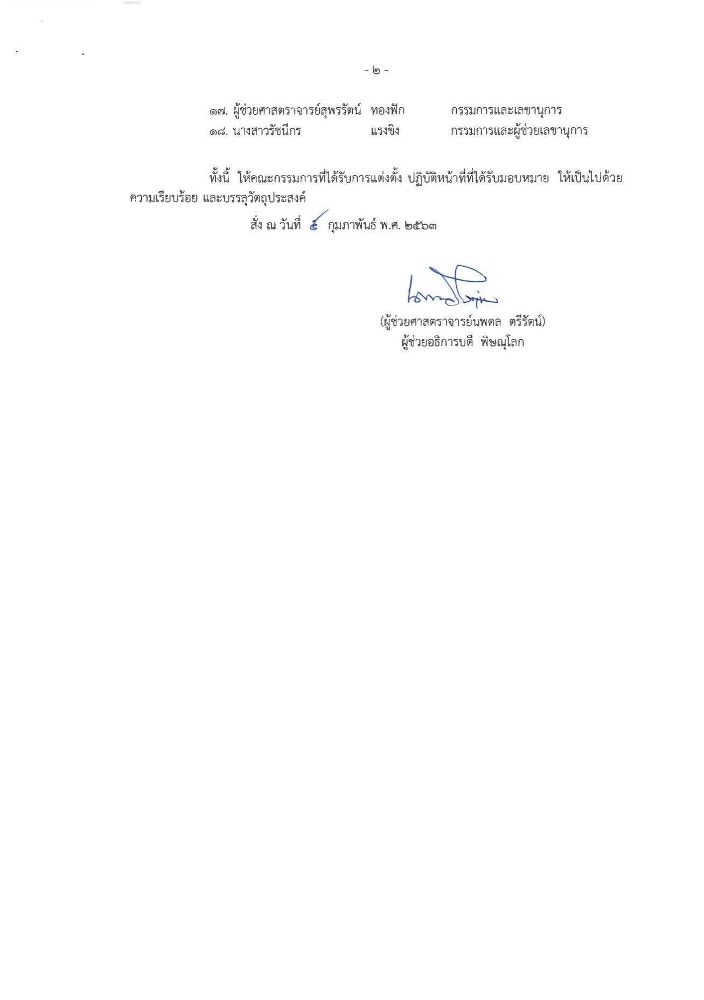 - ๒ -
๑๗. ผู้ช่วยศาสตราจารย์สุพรรัตน์ ทองฟัก กรรมการและเลขานุการ
๑๘. นางสาวรัชนีกร แรงขิง กรรมการและผู้ช่วยเลขานุการ
ทั้งนี้ ให้คณะกรรมการที่ได้รับการแต่งตั้ง ปฏิบัติหน้าที่ที่ได้รับมอบหมาย ให้เป็นไปด้วย
ความเรียบร้อย และบรรลุวัตถุประสงค์
สั่ง ณ วันที่ ๕ กุมภาพันธ์ พ.ศ. ๒๕๖๓
(ผู้ช่วยศาสตราจารย์นพดล ตรีรัตน์)
ผู้ช่วยอธิการบดี พิษณุโลก